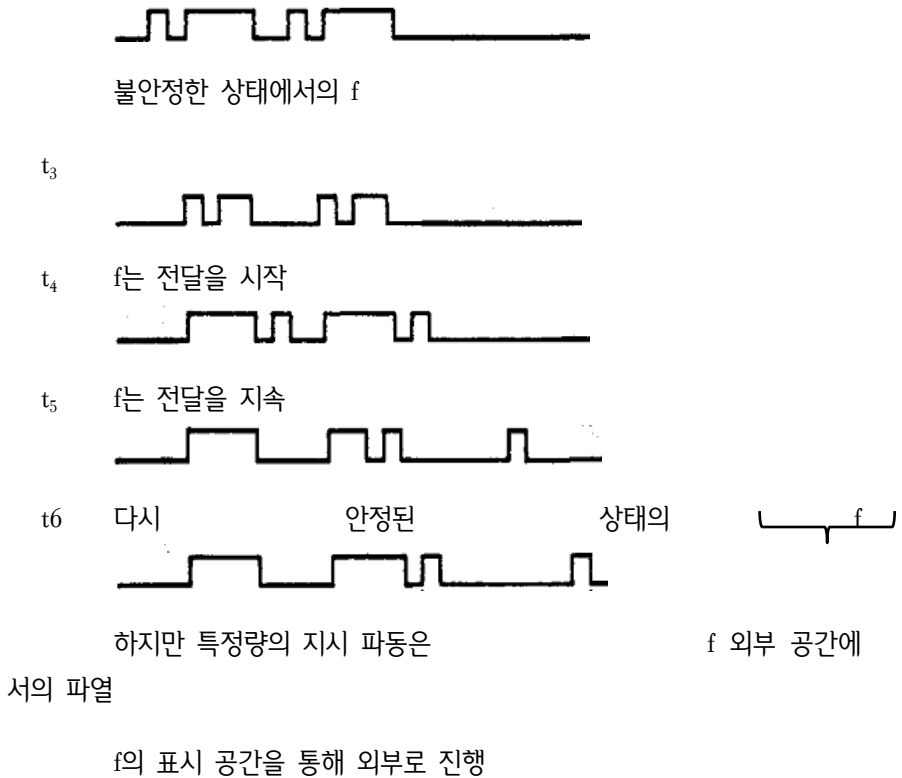 불안정한 상태에서의 f
t₃
t₄ f는 전달을 시작
t₅ f는 전달을 지속
t6 다시 안정된 상태의 f
하지만 특정량의 지시 파동은 f 외부 공간에
서의 파열
f의 표시 공간을 통해 외부로 진행